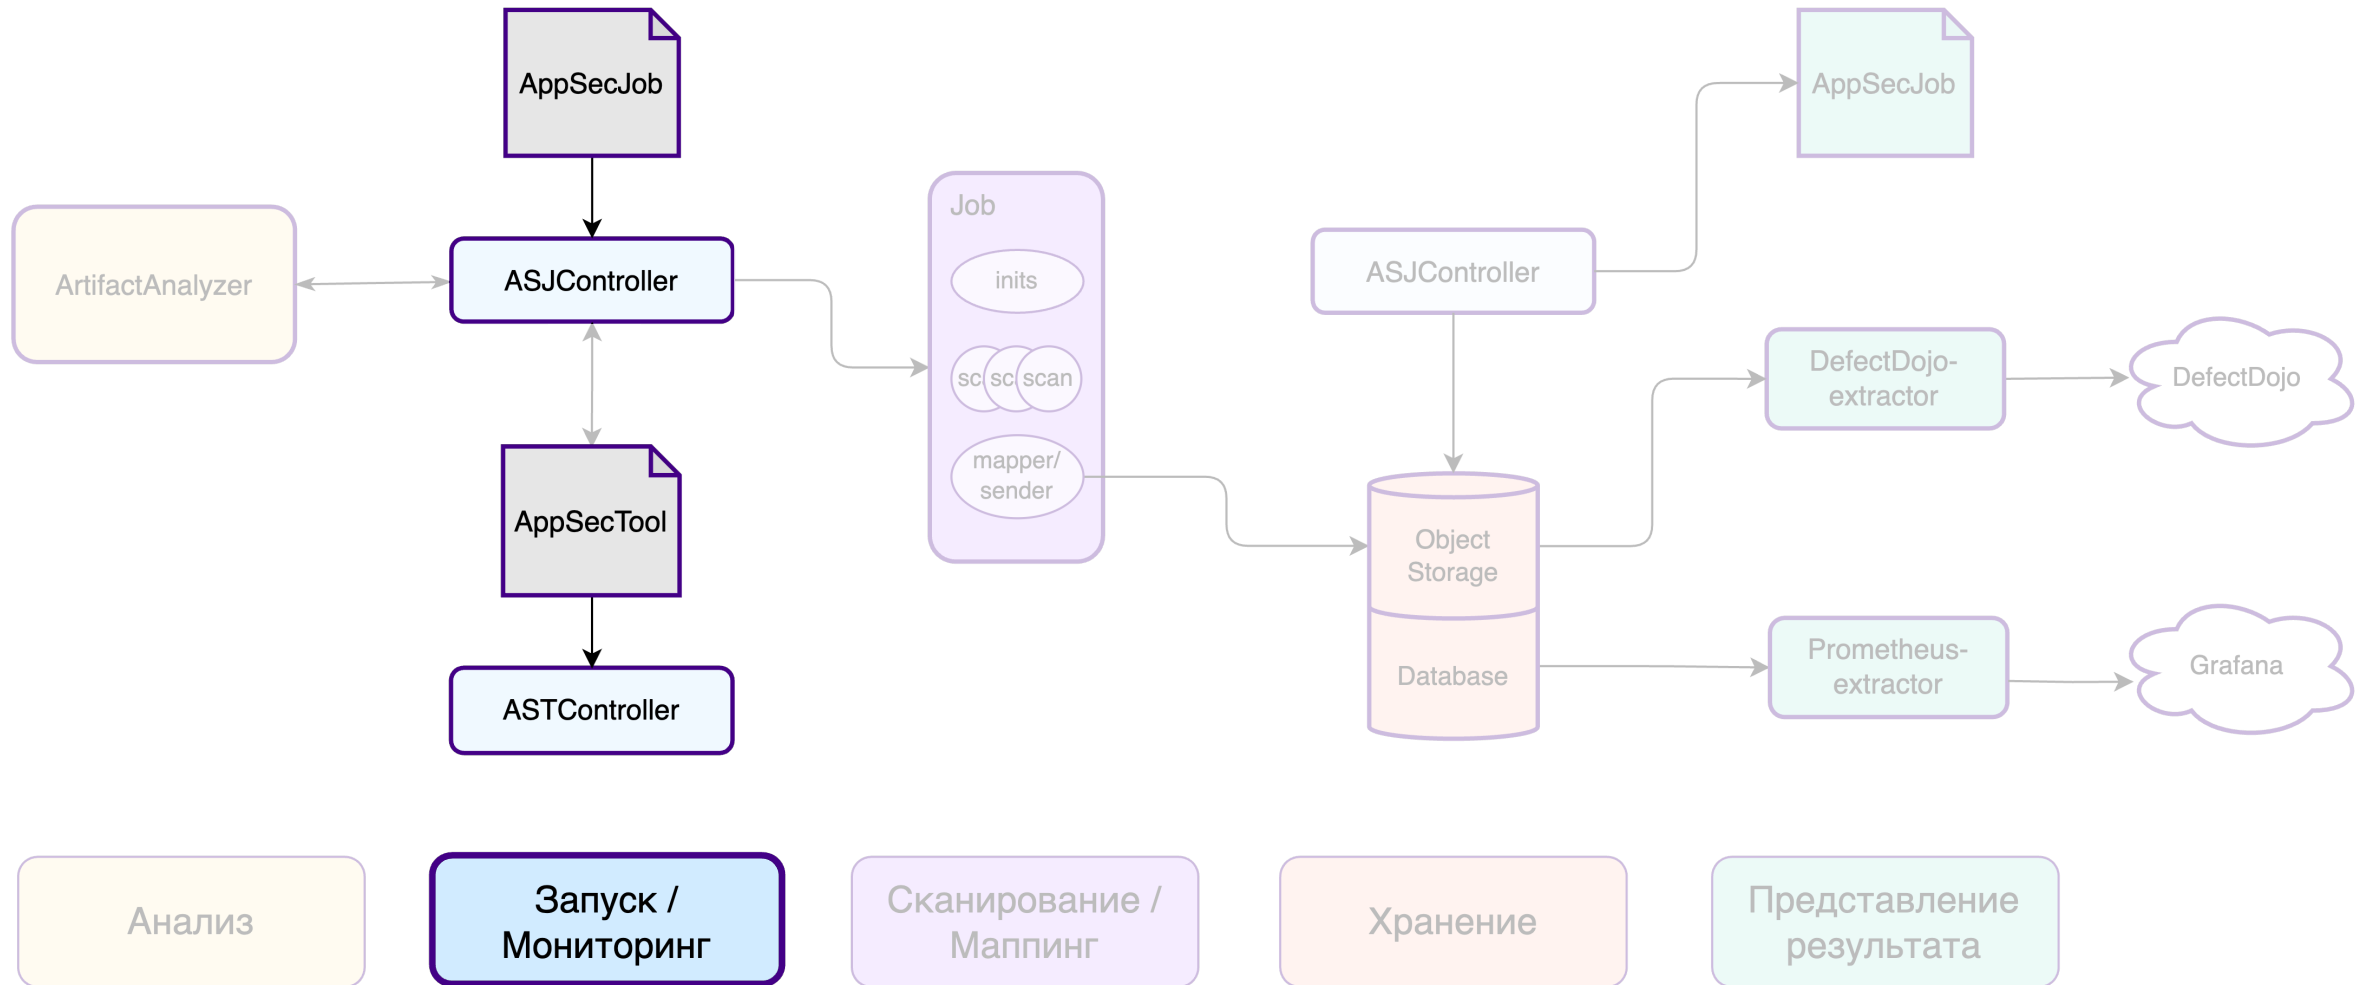 AppSecJob
AppSecJob
Job
ArtifactAnalyzer
ASJController
ASJController
inits
sc
sc
scan
DefectDojo-
extractor
DefectDojo
mapper/
sender
AppSecTool
Object
Storage
Database
Prometheus-
extractor
Grafana
ASTController
Анализ
Запуск /
Мониторинг
Сканирование /
Маппинг
Хранение
Представление
результата